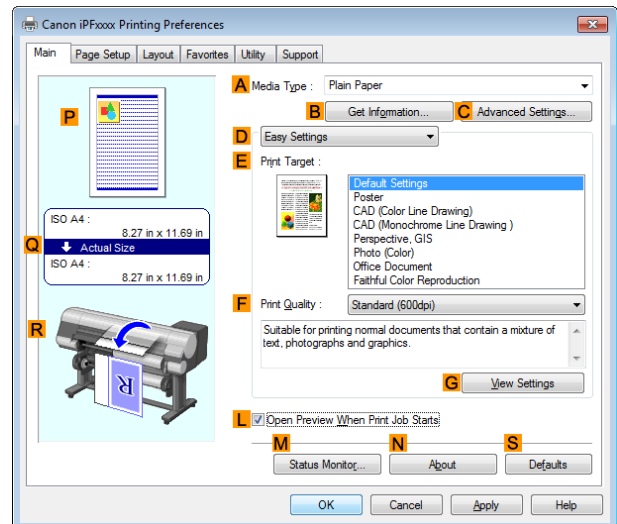 Canon iPFxxxx Printing Preferences
Main Page Setup Layout Favorites Utility Support
P
A Media Type : Plain Paper
B Get Information... C Advanced Settings...
D Easy Settings
E Print Target :
Default Settings
Poster
CAD (Color Line Drawing)
CAD (Monochrome Line Drawing )
Perspective, GIS
Photo (Color)
Office Document
Faithful Color Reproduction
ISO A4 :
8.27 in x 11.69 in
Q Actual Size
ISO A4 :
8.27 in x 11.69 in
F Print Quality : Standard (600dpi)
Suitable for printing normal documents that contain a mixture of
text, photographs and graphics.
R
R
G View Settings
L Open Preview When Print Job Starts
M N S
Status Monitor... About Defaults
OK Cancel Apply Help